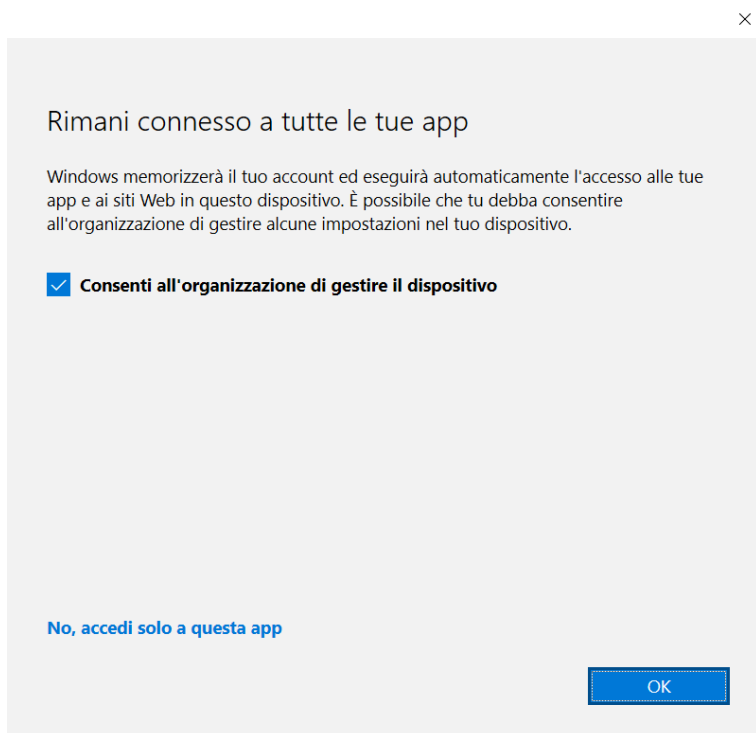 Rimani connesso a tutte le tue app
Windows memorizzerà il tuo account ed eseguirà automaticamente l'accesso alle tue
app e ai siti Web in questo dispositivo. È possibile che tu debba consentire
all'organizzazione di gestire alcune impostazioni nel tuo dispositivo.
Consenti all'organizzazione di gestire il dispositivo
No, accedi solo a questa app
OK